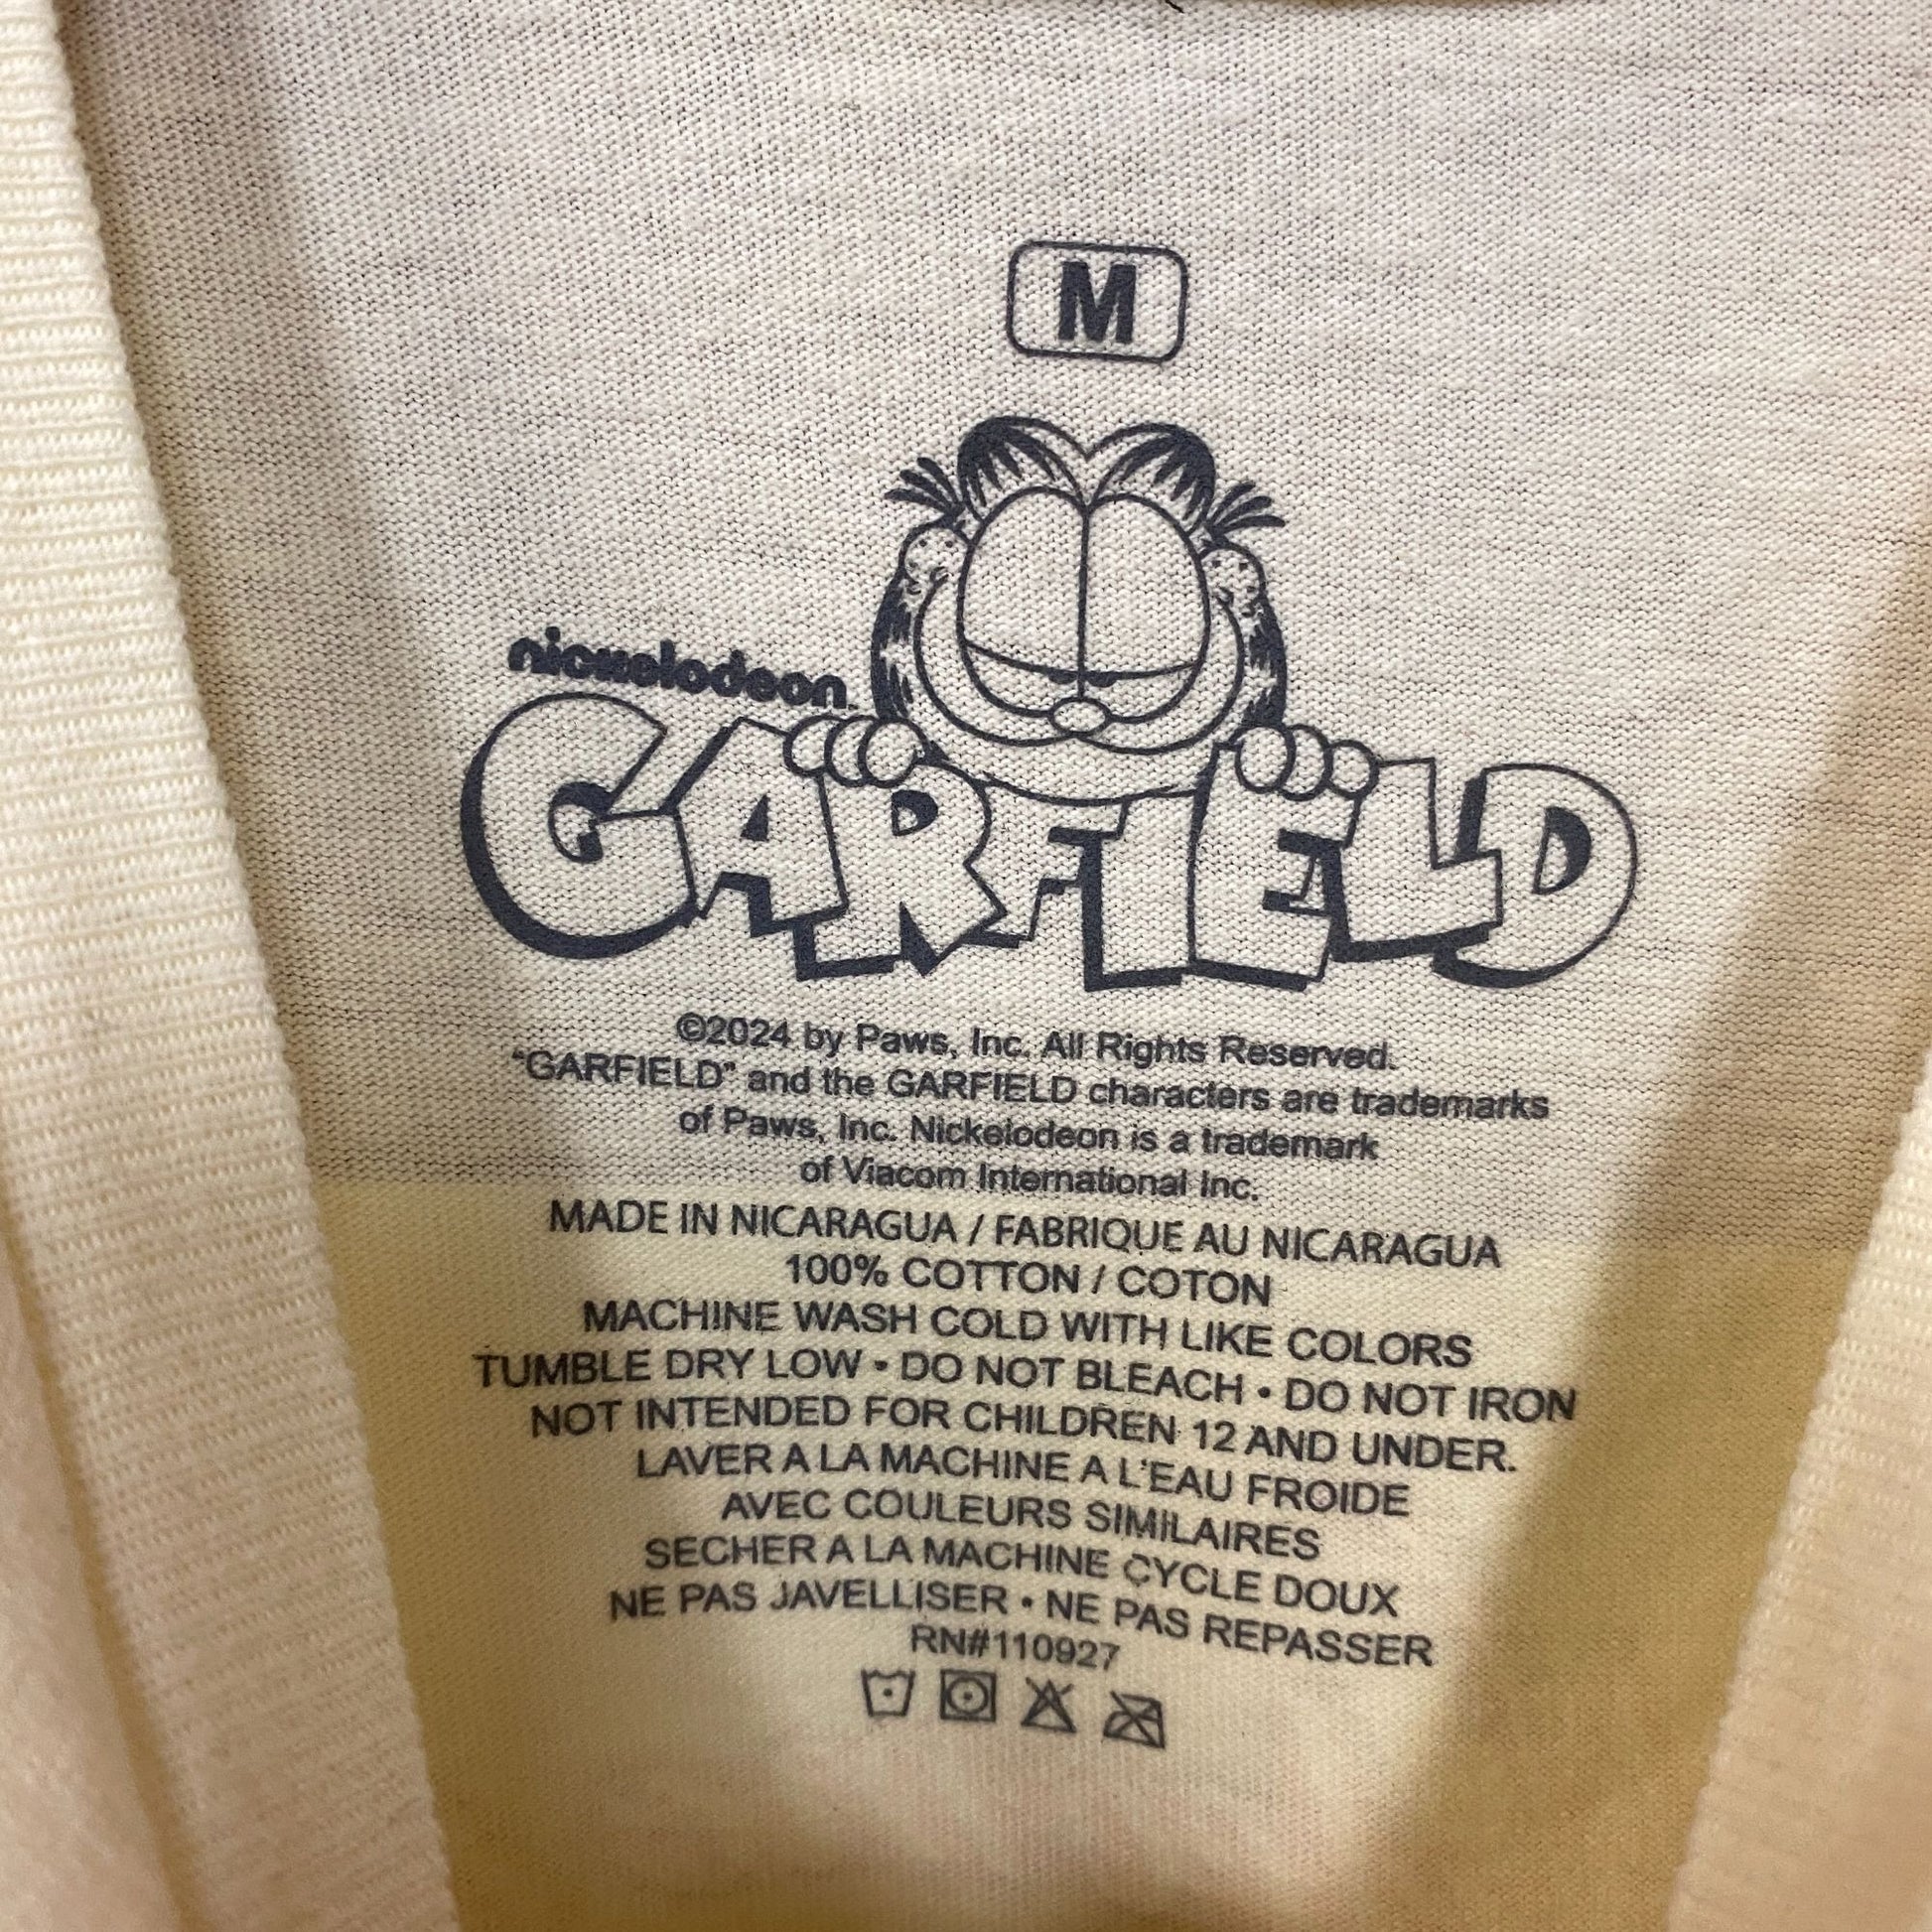 M
nickelodeon
GARFIELD
©2024 by Paws, Inc. All Rights Reserved.
"GARFIELD" and the GARFIELD characters are trademarks
of Paws, Inc. Nickelodeon is a trademark
of Viacom International Inc.
MADE IN NICARAGUA / FABRIQUE AU NICARAGUA
100% COTTON / COTON
MACHINE WASH COLD WITH LIKE COLORS
TUMBLE DRY LOW • DO NOT BLEACH • DO NOT IRON
NOT INTENDED FOR CHILDREN 12 AND UNDER.
LAVER A LA MACHINE A L'EAU FROIDE
AVEC COULEURS SIMILAIRES
SECHER A LA MACHINE CYCLE DOUX
NE PAS JAVELLISER • NE PAS REPASSER
RN#110927